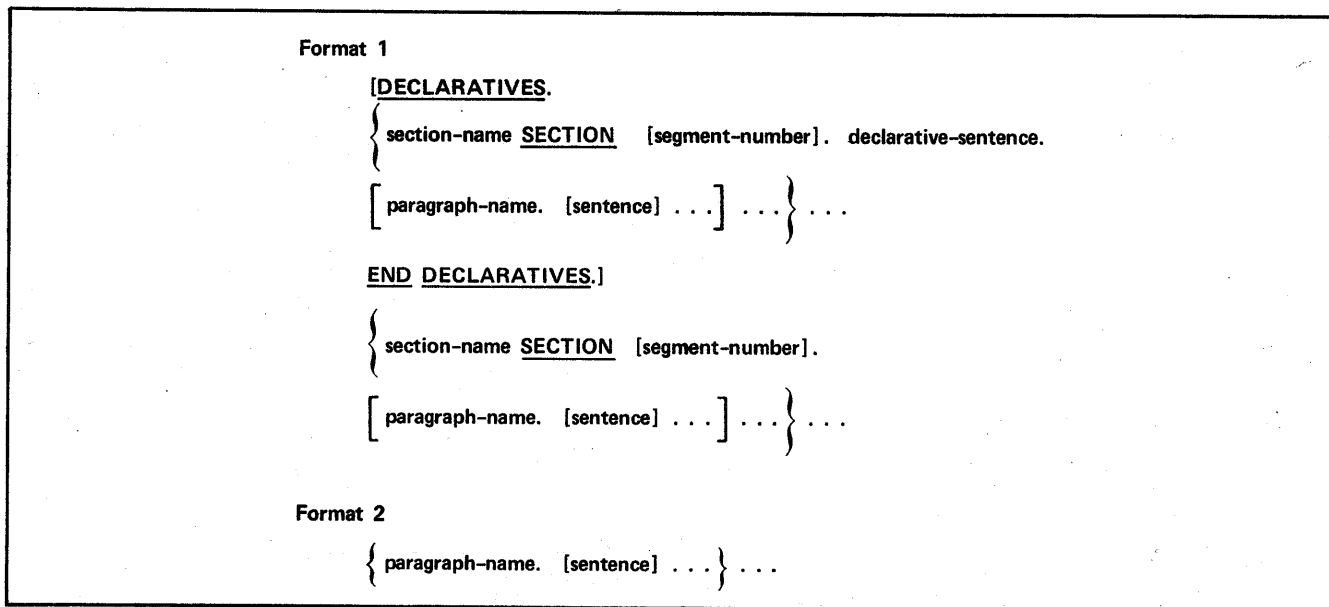 Format 1
[DECLARATIVES.
{ section-name SECTION [segment-number]. declarative-sentence.
[ paragraph-name. [sentence] . . . ] . . . } . . .
END DECLARATIVES.]
{ section-name SECTION [segment-number].
[ paragraph-name. [sentence] . . . ] . . . } . . .
Format 2
{ paragraph-name. [sentence] . . . } . . .